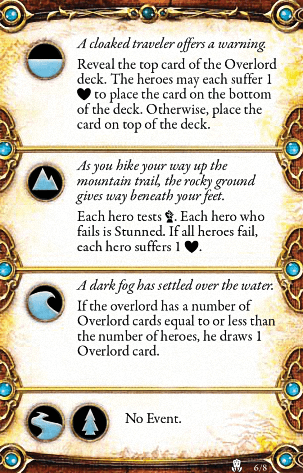 A cloaked traveler offers a warning.
Reveal the top card of the Overlord
deck. The heroes may each suffer 1
♥ to place the card on the bottom
of the deck. Otherwise, place the
card on top of the deck.
As you hike your way up the
mountain trail, the rocky ground
gives way beneath your feet.
Each hero tests . Each hero who
fails is Stunned. If all heroes fail,
each hero suffers 1 ♥.
A dark fog has settled over the water.
If the overlord has a number of
Overlord cards equal to or less than
the number of heroes, he draws 1
Overlord card.
No Event.
6/8